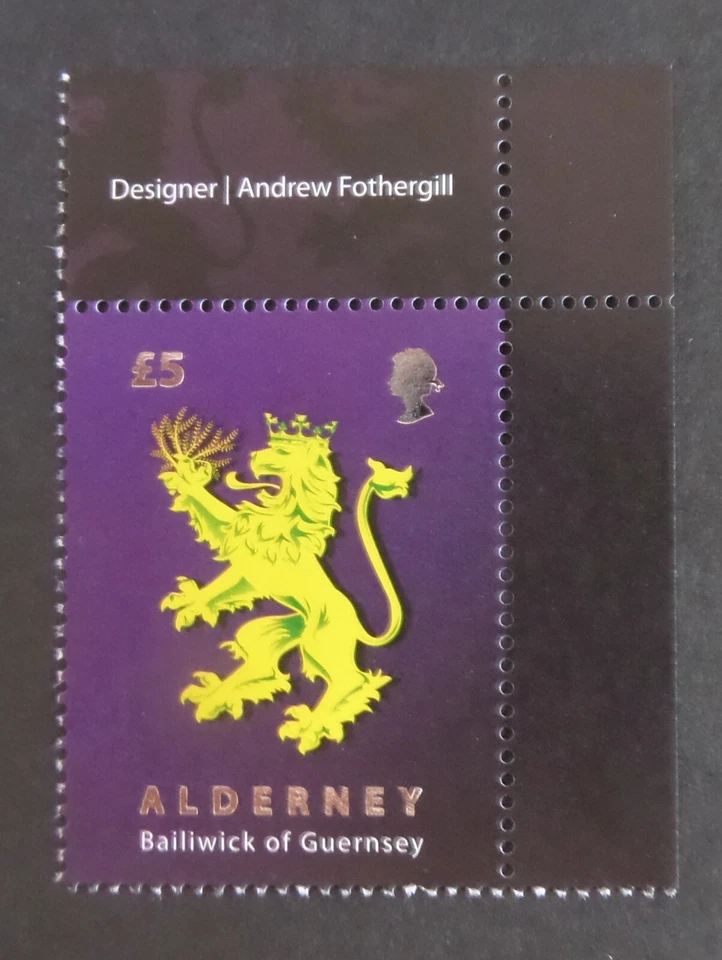 Designer | Andrew Fothergill
£5
ALDERNEY
Bailiwick of Guernsey